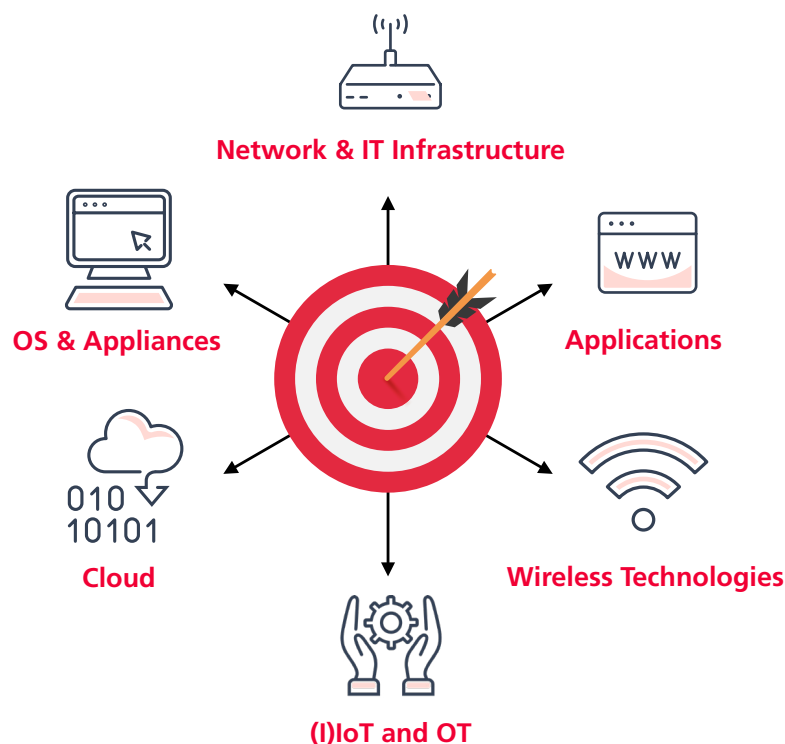 Network & IT Infrastructure
OS & Appliances
WWW
Applications
010
10101
Cloud
Wireless Technologies
(I)IoT and OT